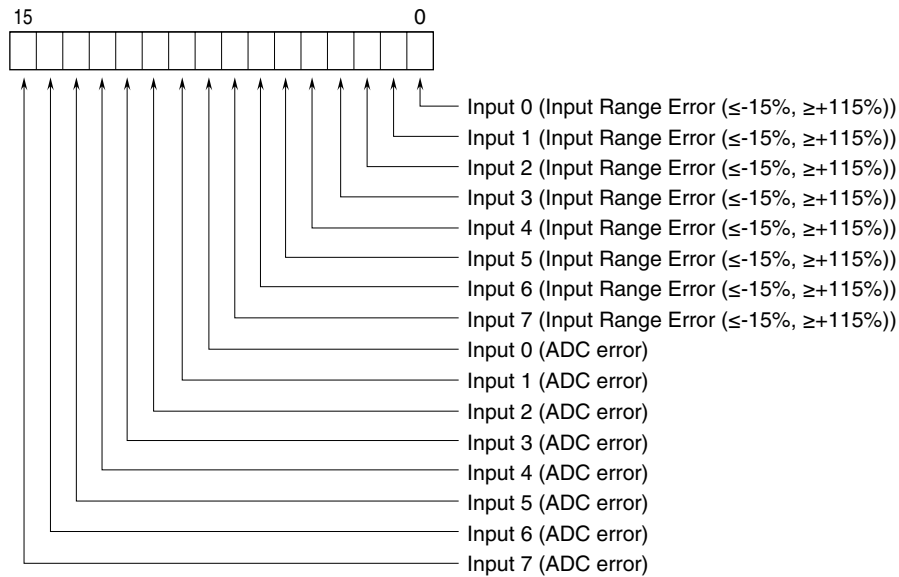 15 0
Input 0 (Input Range Error (≤-15%, ≥+115%))
Input 1 (Input Range Error (≤-15%, ≥+115%))
Input 2 (Input Range Error (≤-15%, ≥+115%))
Input 3 (Input Range Error (≤-15%, ≥+115%))
Input 4 (Input Range Error (≤-15%, ≥+115%))
Input 5 (Input Range Error (≤-15%, ≥+115%))
Input 6 (Input Range Error (≤-15%, ≥+115%))
Input 7 (Input Range Error (≤-15%, ≥+115%))
Input 0 (ADC error)
Input 1 (ADC error)
Input 2 (ADC error)
Input 3 (ADC error)
Input 4 (ADC error)
Input 5 (ADC error)
Input 6 (ADC error)
Input 7 (ADC error)